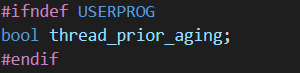 #ifndef USERPROG
bool thread_prior_aging;
#endif